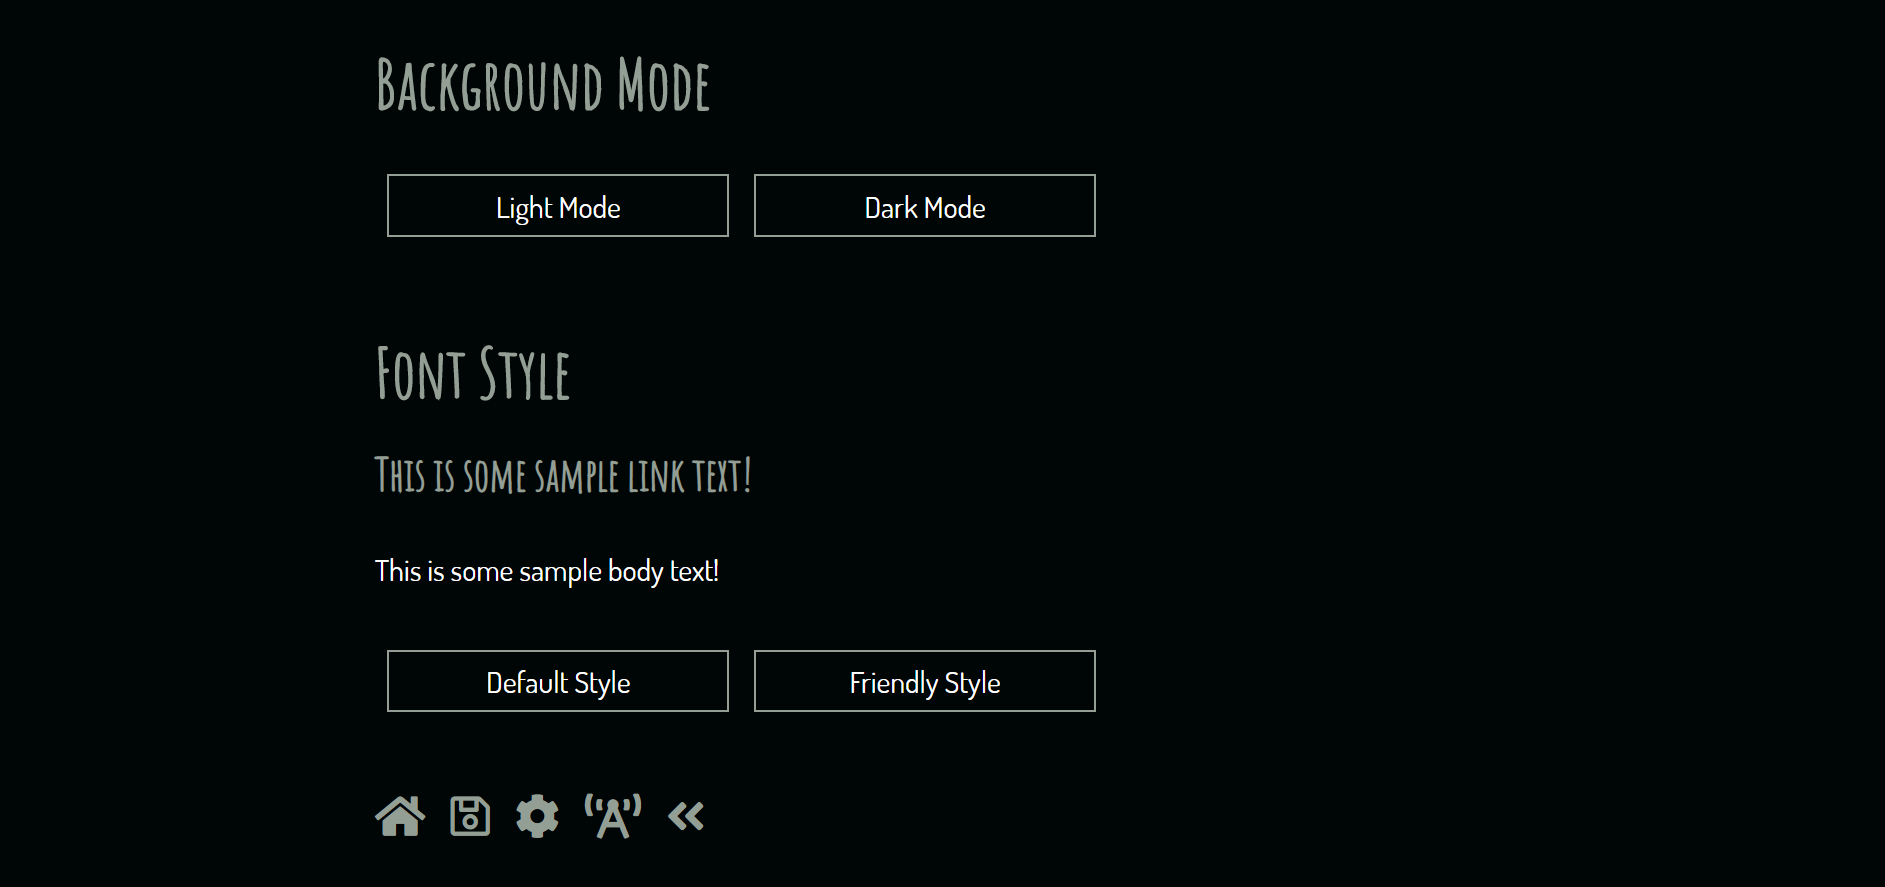 Background Mode
Light Mode Dark Mode
Font Style
This is some sample link text!
This is some sample body text!
Default Style Friendly Style